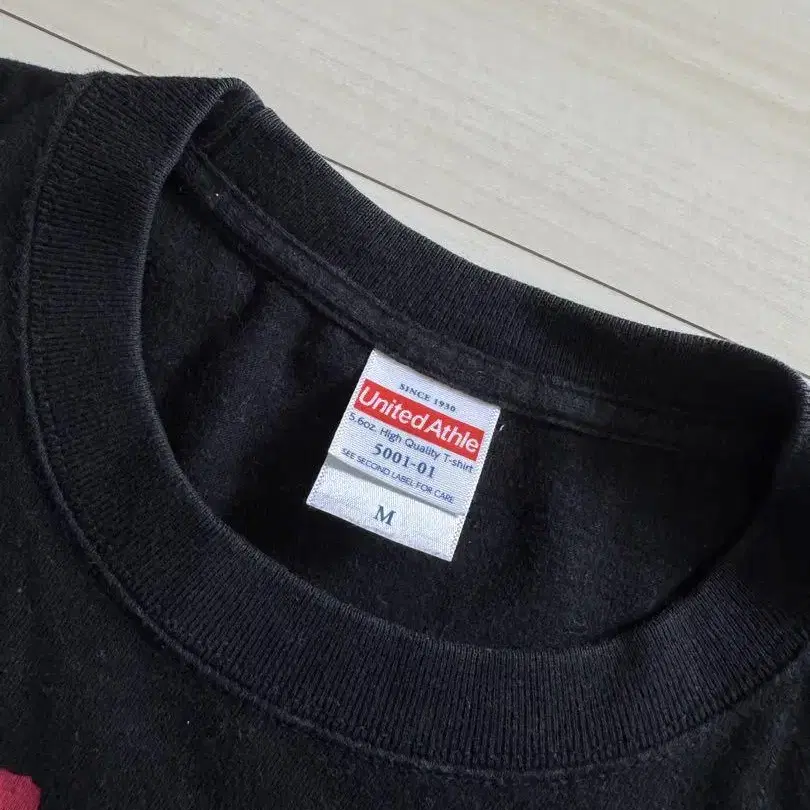 SINCE 1930
United Athle
5.6oz. High Quality T-shirt
5001-01
SEE SECOND LABEL FOR CARE
M